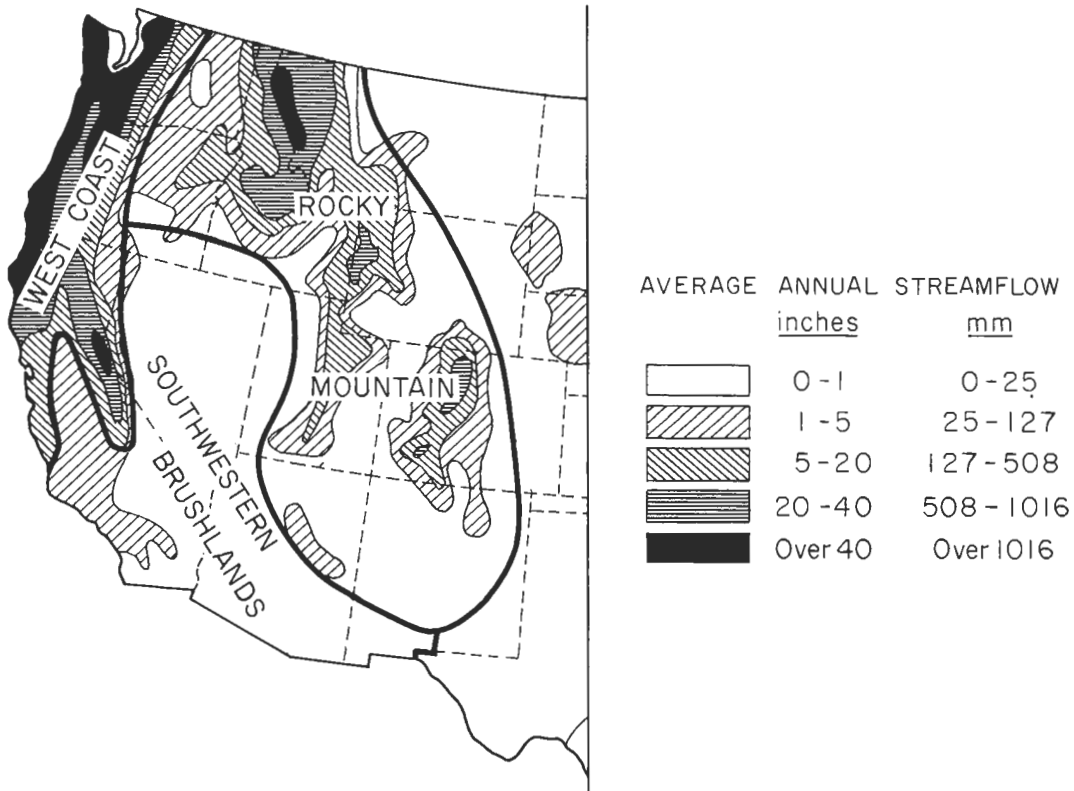 WEST COAST
ROCKY
MOUNTAIN
SOUTHWESTERN
BRUSHLANDS
AVERAGE ANNUAL STREAMFLOW
inches mm
0-1 0-25
1-5 25-127
5-20 127-508
20-40 508-1016
Over 40 Over 1016